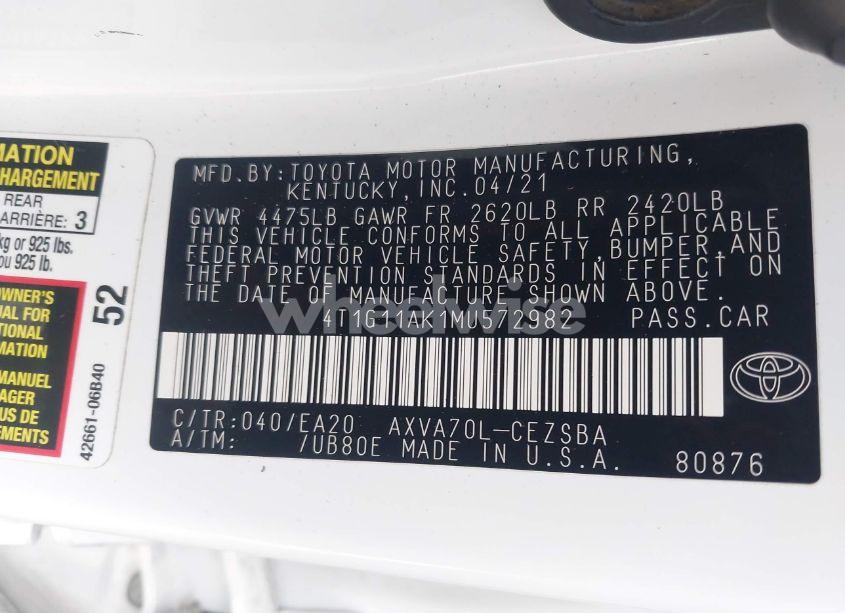 MATION
CHARGEMENT
REAR
ARRIÈRE: 3
kg or 925 lbs.
ou 925 lb.
OWNER'S
UAL FOR
TIONAL
RMATION
MANUEL
AGER
US DE
EMENTS.
52
42661-06B40
MFD.BY:TOYOTA MOTOR MANUFACTURING,
KENTUCKY,INC.04/21
GVWR 4475LB GAWR FR 2620LB RR 2420LB
THIS VEHICLE CONFORMS TO ALL APPLICABLE
FEDERAL MOTOR VEHICLE SAFETY,BUMPER,AND
THEFT PREVENTION STANDARDS IN EFFECT ON
THE DATE OF MANUFACTURE SHOWN ABOVE.
PASS.CAR
wheelwise
C/TR:040/EA20 AXVA70L-CEZSBA
A/TM: /UB80E MADE IN U.S.A. 80876